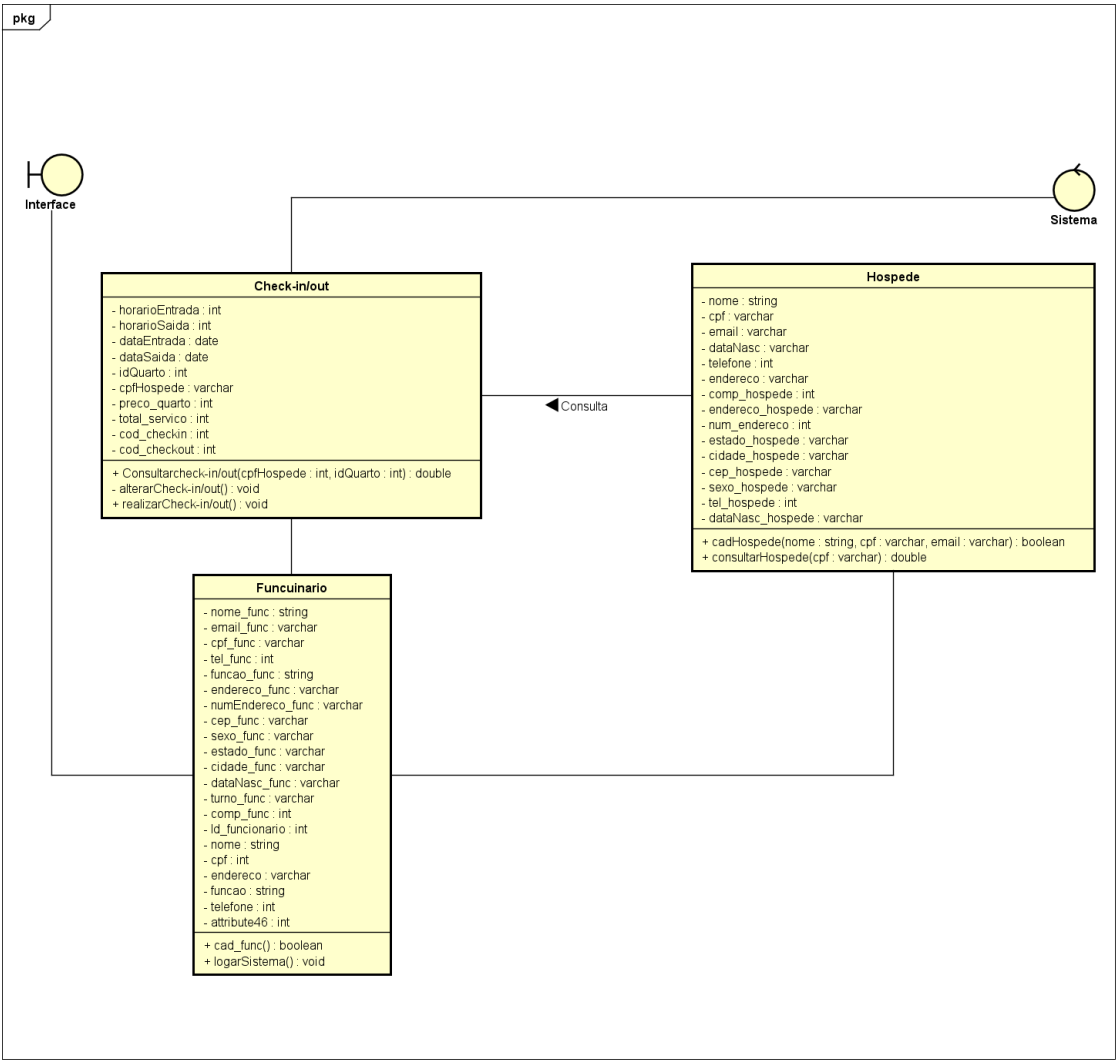 pkg
Interface
Sistema
Check-in/out
- horarioEntrada : int
- horarioSaida : int
- dataEntrada : date
- dataSaida : date
- idQuarto : int
- cpfHospede : varchar
- preco_quarto : int
- total_servico : int
- cod_checkin : int
- cod_checkout : int
+ Consultarcheck-in/out(cpfHospede : int, idQuarto : int) : double
- alterarCheck-in/out() : void
+ realizarCheck-in/out() : void
Consulta
Hospede
- nome : string
- cpf : varchar
- email : varchar
- dataNasc : varchar
- telefone : int
- endereco : varchar
- comp_hospede : int
- endereco_hospede : varchar
- num_endereco : int
- estado_hospede : varchar
- cidade_hospede : varchar
- cep_hospede : varchar
- sexo_hospede : varchar
- tel_hospede : int
- dataNasc_hospede : varchar
+ cadHospede(nome : string, cpf : varchar, email : varchar) : boolean
+ consultarHospede(cpf : varchar) : double
Funcuinario
- nome_func : string
- email_func : varchar
- cpf_func : varchar
- tel_func : int
- funcao_func : string
- endereco_func : varchar
- numEndereco_func : varchar
- cep_func : varchar
- sexo_func : varchar
- estado_func : varchar
- cidade_func : varchar
- dataNasc_func : varchar
- turno_func : varchar
- comp_func : int
- Id_funcionario : int
- nome : string
- cpf : int
- endereco : varchar
- funcao : string
- telefone : int
- attribute46 : int
+ cad_func() : boolean
+ logarSistema() : void